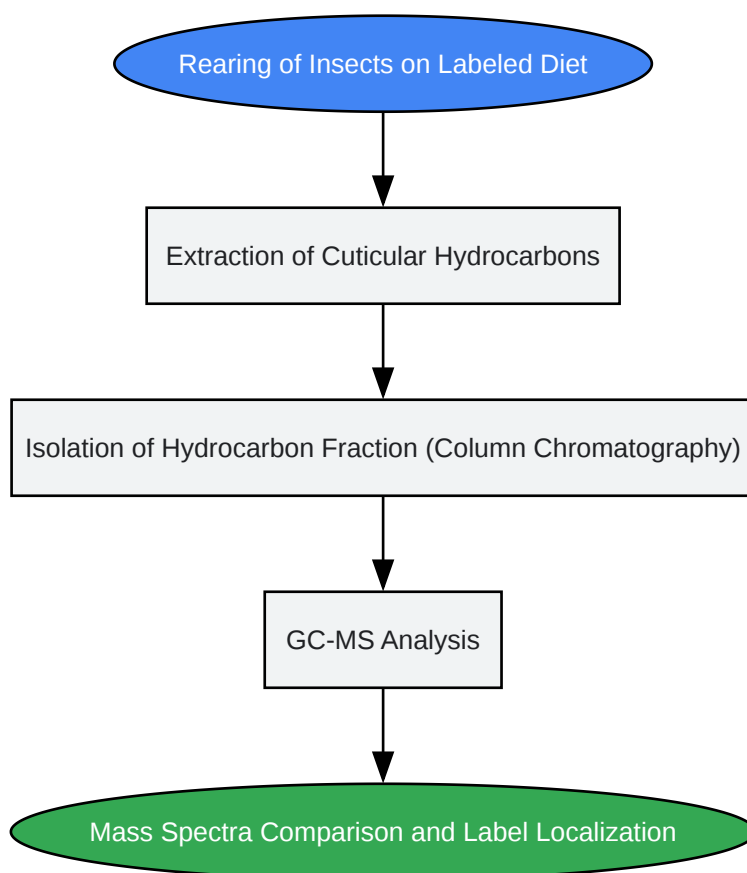 Rearing of Insects on Labeled Diet
Extraction of Cuticular Hydrocarbons
Isolation of Hydrocarbon Fraction (Column Chromatography)
GC-MS Analysis
Mass Spectra Comparison and Label Localization